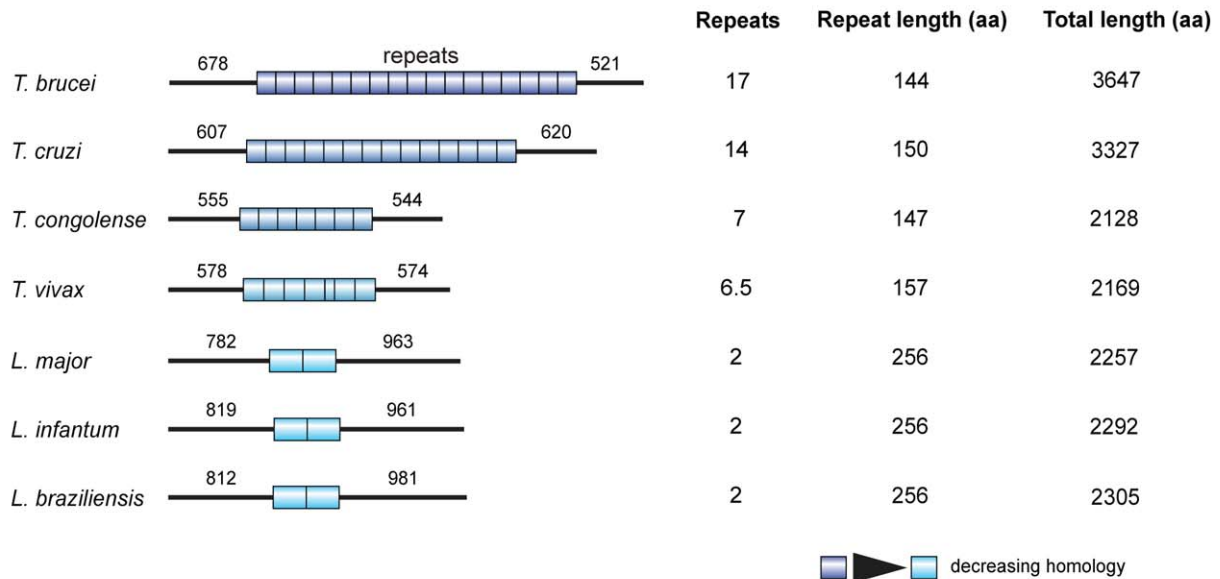 Repeats Repeat length (aa) Total length (aa)
repeats
678 521
T. brucei 17 144 3647
607 620
T. cruzi 14 150 3327
555 544
T. congolense 7 147 2128
578 574
T. vivax 6.5 157 2169
782 963
L. major 2 256 2257
819 961
L. infantum 2 256 2292
812 981
L. braziliensis 2 256 2305
decreasing homology